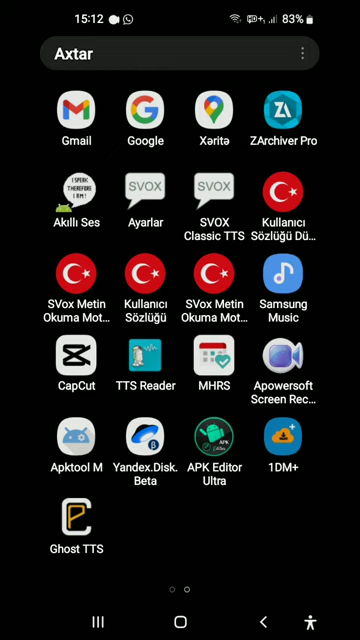 15:12
83%
Axtar
Gmail
Google
Xəritə
ZArchiver Pro
I SPEAK
THEREFORE
I AM!
SVOX
SVOX
Akıllı Ses
Ayarlar
SVOX
Classic TTS
Kullanıcı
Sözlüğü Dü...
SVox Metin
Okuma Mot...
Kullanıcı
Sözlüğü
SVox Metin
Okuma Mot...
Samsung
Music
CapCut
TTS Reader
MHRS
Apowersoft
Screen Rec...
Apktool M
Yandex.Disk.
Beta
APK Editor
Ultra
1DM+
Ghost TTS